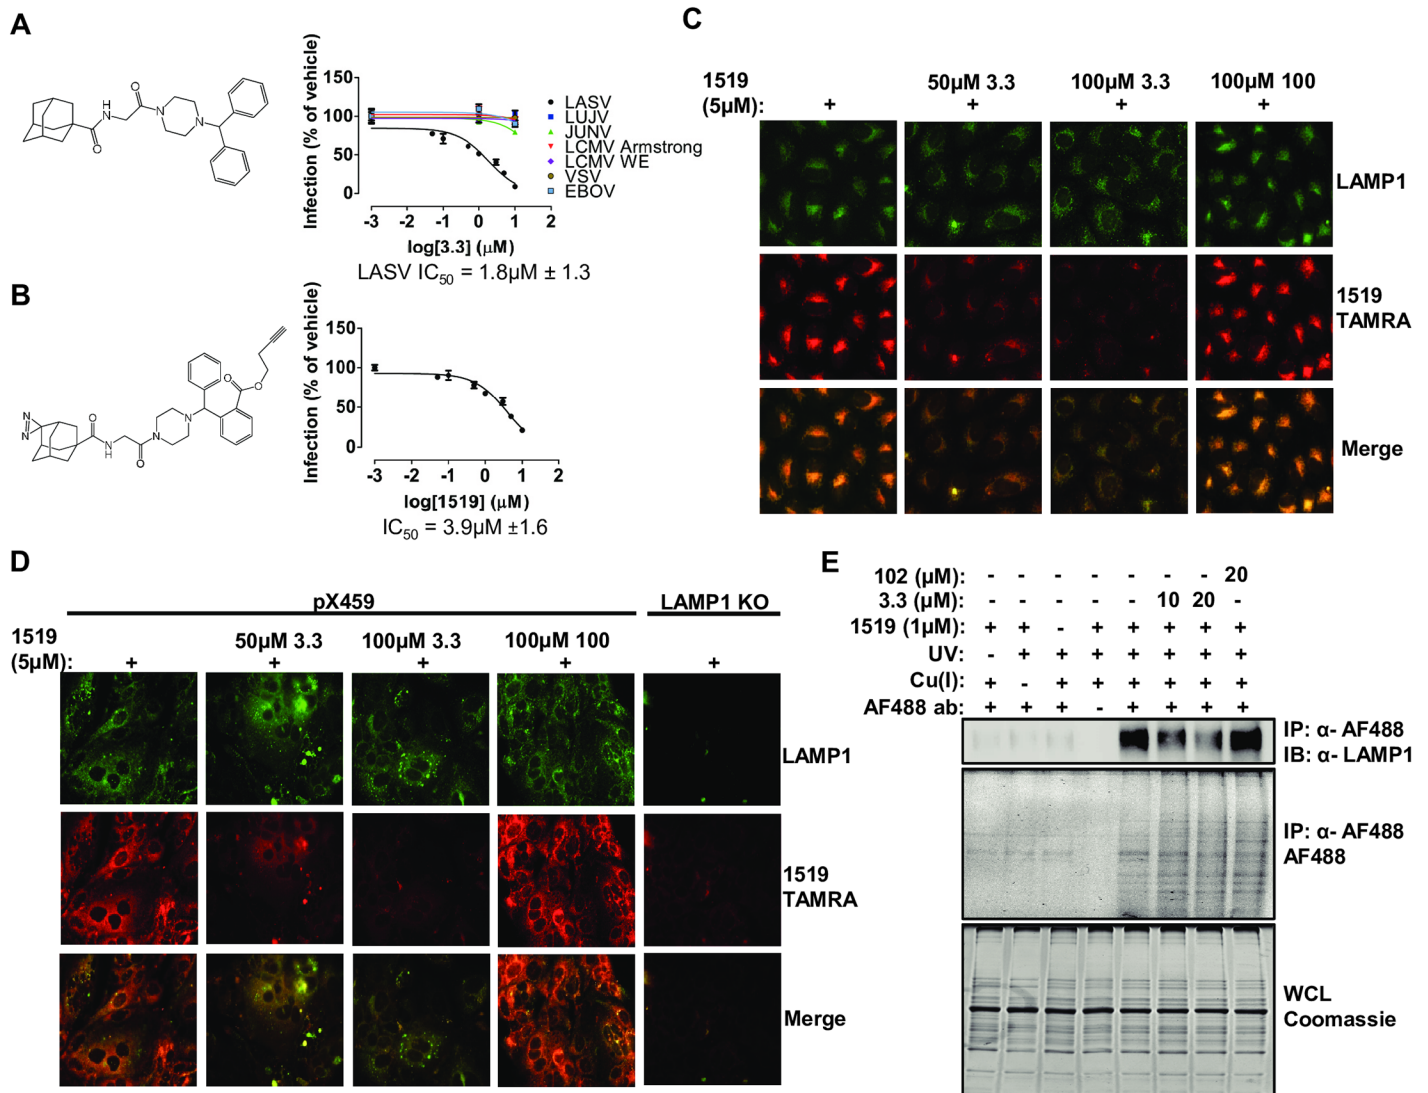 A
O
N
H
N
N
O
Infection (% of vehicle)
150
100
50
0
-3 -2 -1 0 1 2
log[3.3] (μM)
LASV IC50 = 1.8μM ± 1.3
LASV
LUJV
JUNV
LCMV Armstrong
LCMV WE
VSV
EBOV
B
N
N
O
N
H
O
N
N
O
O
Infection (% of vehicle)
150
100
50
0
-3 -2 -1 0 1 2
log[1519] (μM)
IC50 = 3.9μM ±1.6
C
1519 50μM 3.3 100μM 3.3 100μM 100
(5μM): + + + +
LAMP1
1519
TAMRA
Merge
D
pX459 LAMP1 KO
1519 50μM 3.3 100μM 3.3 100μM 100
(5μM): + + + + +
LAMP1
1519
TAMRA
Merge
E
102 (μM): - - - - - - - 20
3.3 (μM): - - - - - 10 20 -
1519 (1μM): + + - + + + + +
UV: - + + + + + + +
Cu(I): + - + + + + + +
AF488 ab: + + + - + + + +
IP: α- AF488
IB: α- LAMP1
IP: α- AF488
AF488
WCL
Coomassie